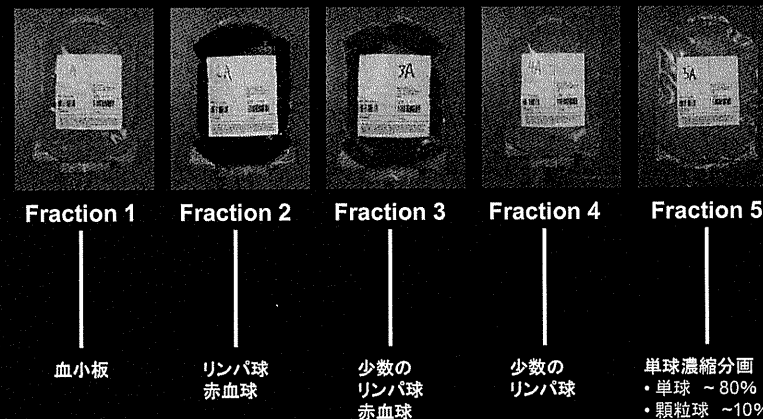 3A
5A
Fraction 1
Fraction 2
Fraction 3
Fraction 4
Fraction 5
血小板
リンパ球
赤血球
少数の
リンパ球
赤血球
少数の
リンパ球
単球濃縮分画
・単球 ~80%
・顆粒球 ~10%